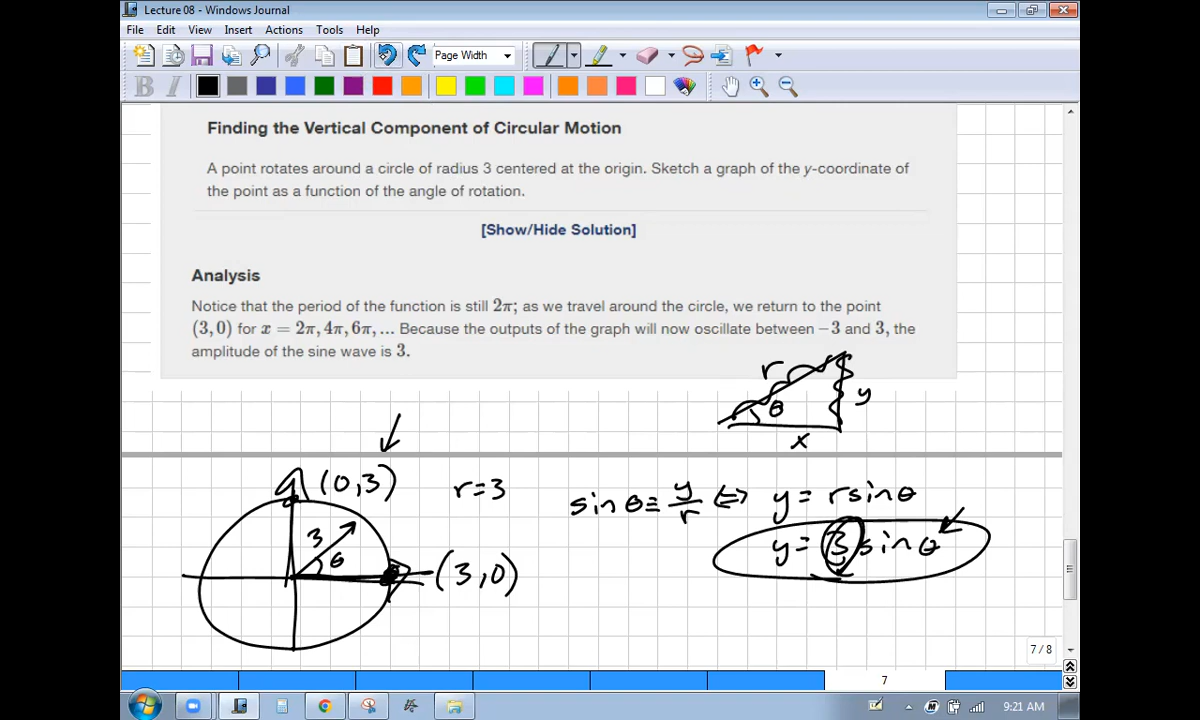 Lecture 08 - Windows Journal
File Edit View Insert Actions Tools Help
Page Width
B I
Finding the Vertical Component of Circular Motion
A point rotates around a circle of radius 3 centered at the origin. Sketch a graph of the y-coordinate of
the point as a function of the angle of rotation.
[Show/Hide Solution]
Analysis
Notice that the period of the function is still 2π; as we travel around the circle, we return to the point
(3, 0) for x = 2π, 4π, 6π, ... Because the outputs of the graph will now oscillate between −3 and 3, the
amplitude of the sine wave is 3.
r
θ y
x
(0,3) r=3
sin θ = y/r ⇔ y = r sin θ
3 θ
y = 3 sin θ
(3,0)
7 / 8
7
9:21 AM